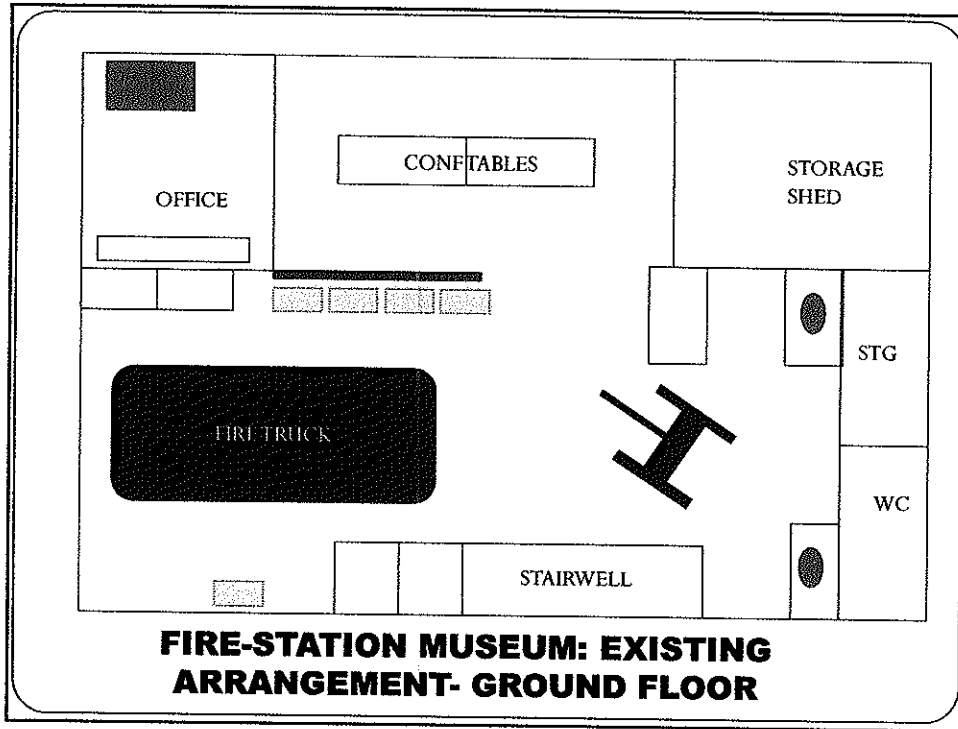 OFFICE
CONF TABLES
STORAGE
SHED
STG
FIRE TRUCK
WC
STAIRWELL
FIRE-STATION MUSEUM: EXISTING
ARRANGEMENT- GROUND FLOOR